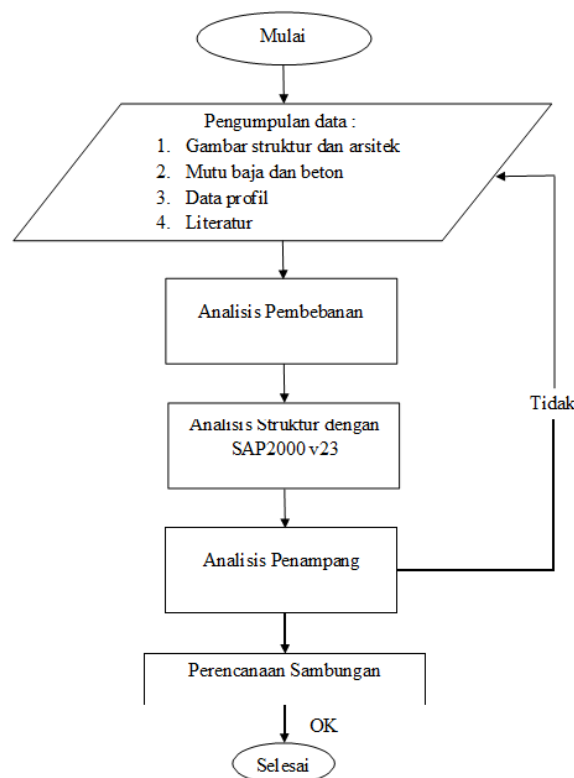 Mulai
Pengumpulan data :
1. Gambar struktur dan arsitek
2. Mutu baja dan beton
3. Data profil
4. Literatur
Analisis Pembebanan
Analisis Struktur dengan
SAP2000 v23
Tidak
Analisis Penampang
Perencanaan Sambungan
OK
Selesai